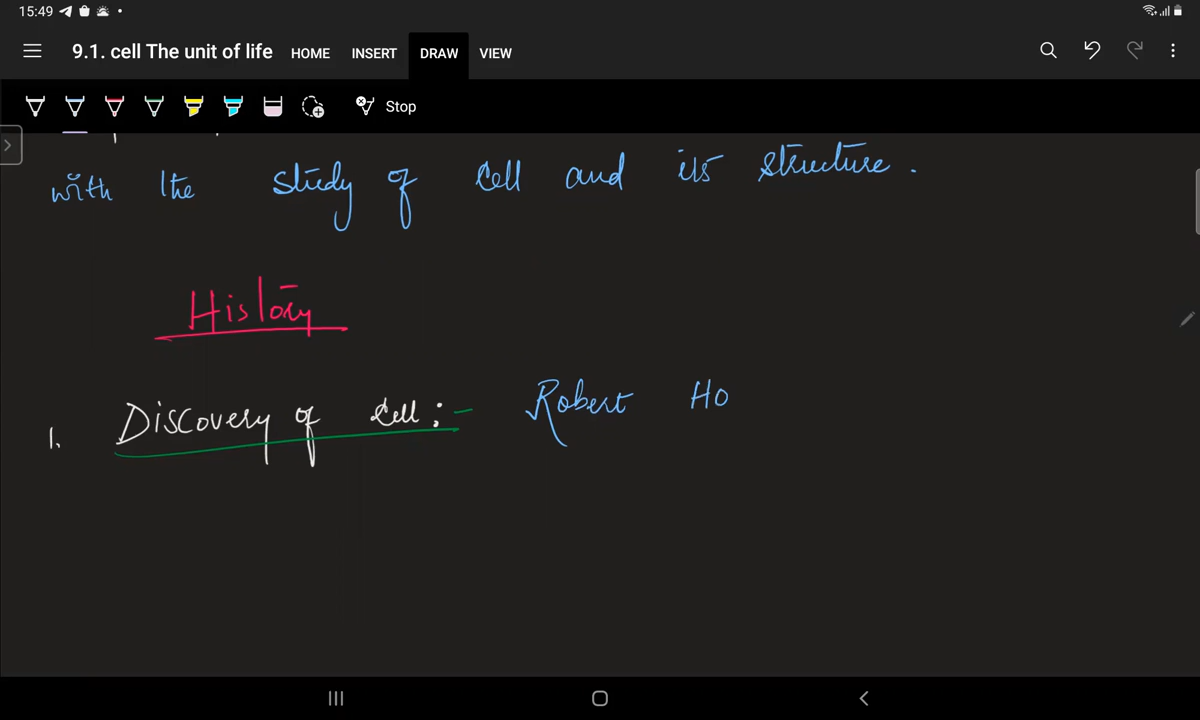 15:49
9.1. cell The unit of life HOME INSERT DRAW VIEW
Stop
with the study of cell and its structure.
History
1. Discovery of cell :- Robert Ho